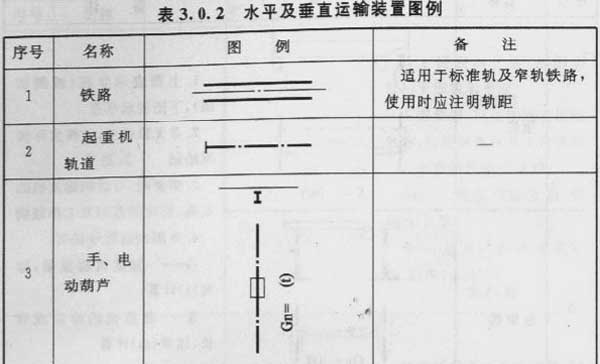 表 3.0.2 水平及垂直运输装置图例
序号 名称 图 例 备 注
1 铁路 适用于标准轨及窄轨铁路，
使用时应注明轨距
2 起重机
轨道 —
3 手、电
动葫芦
Gn= (t)